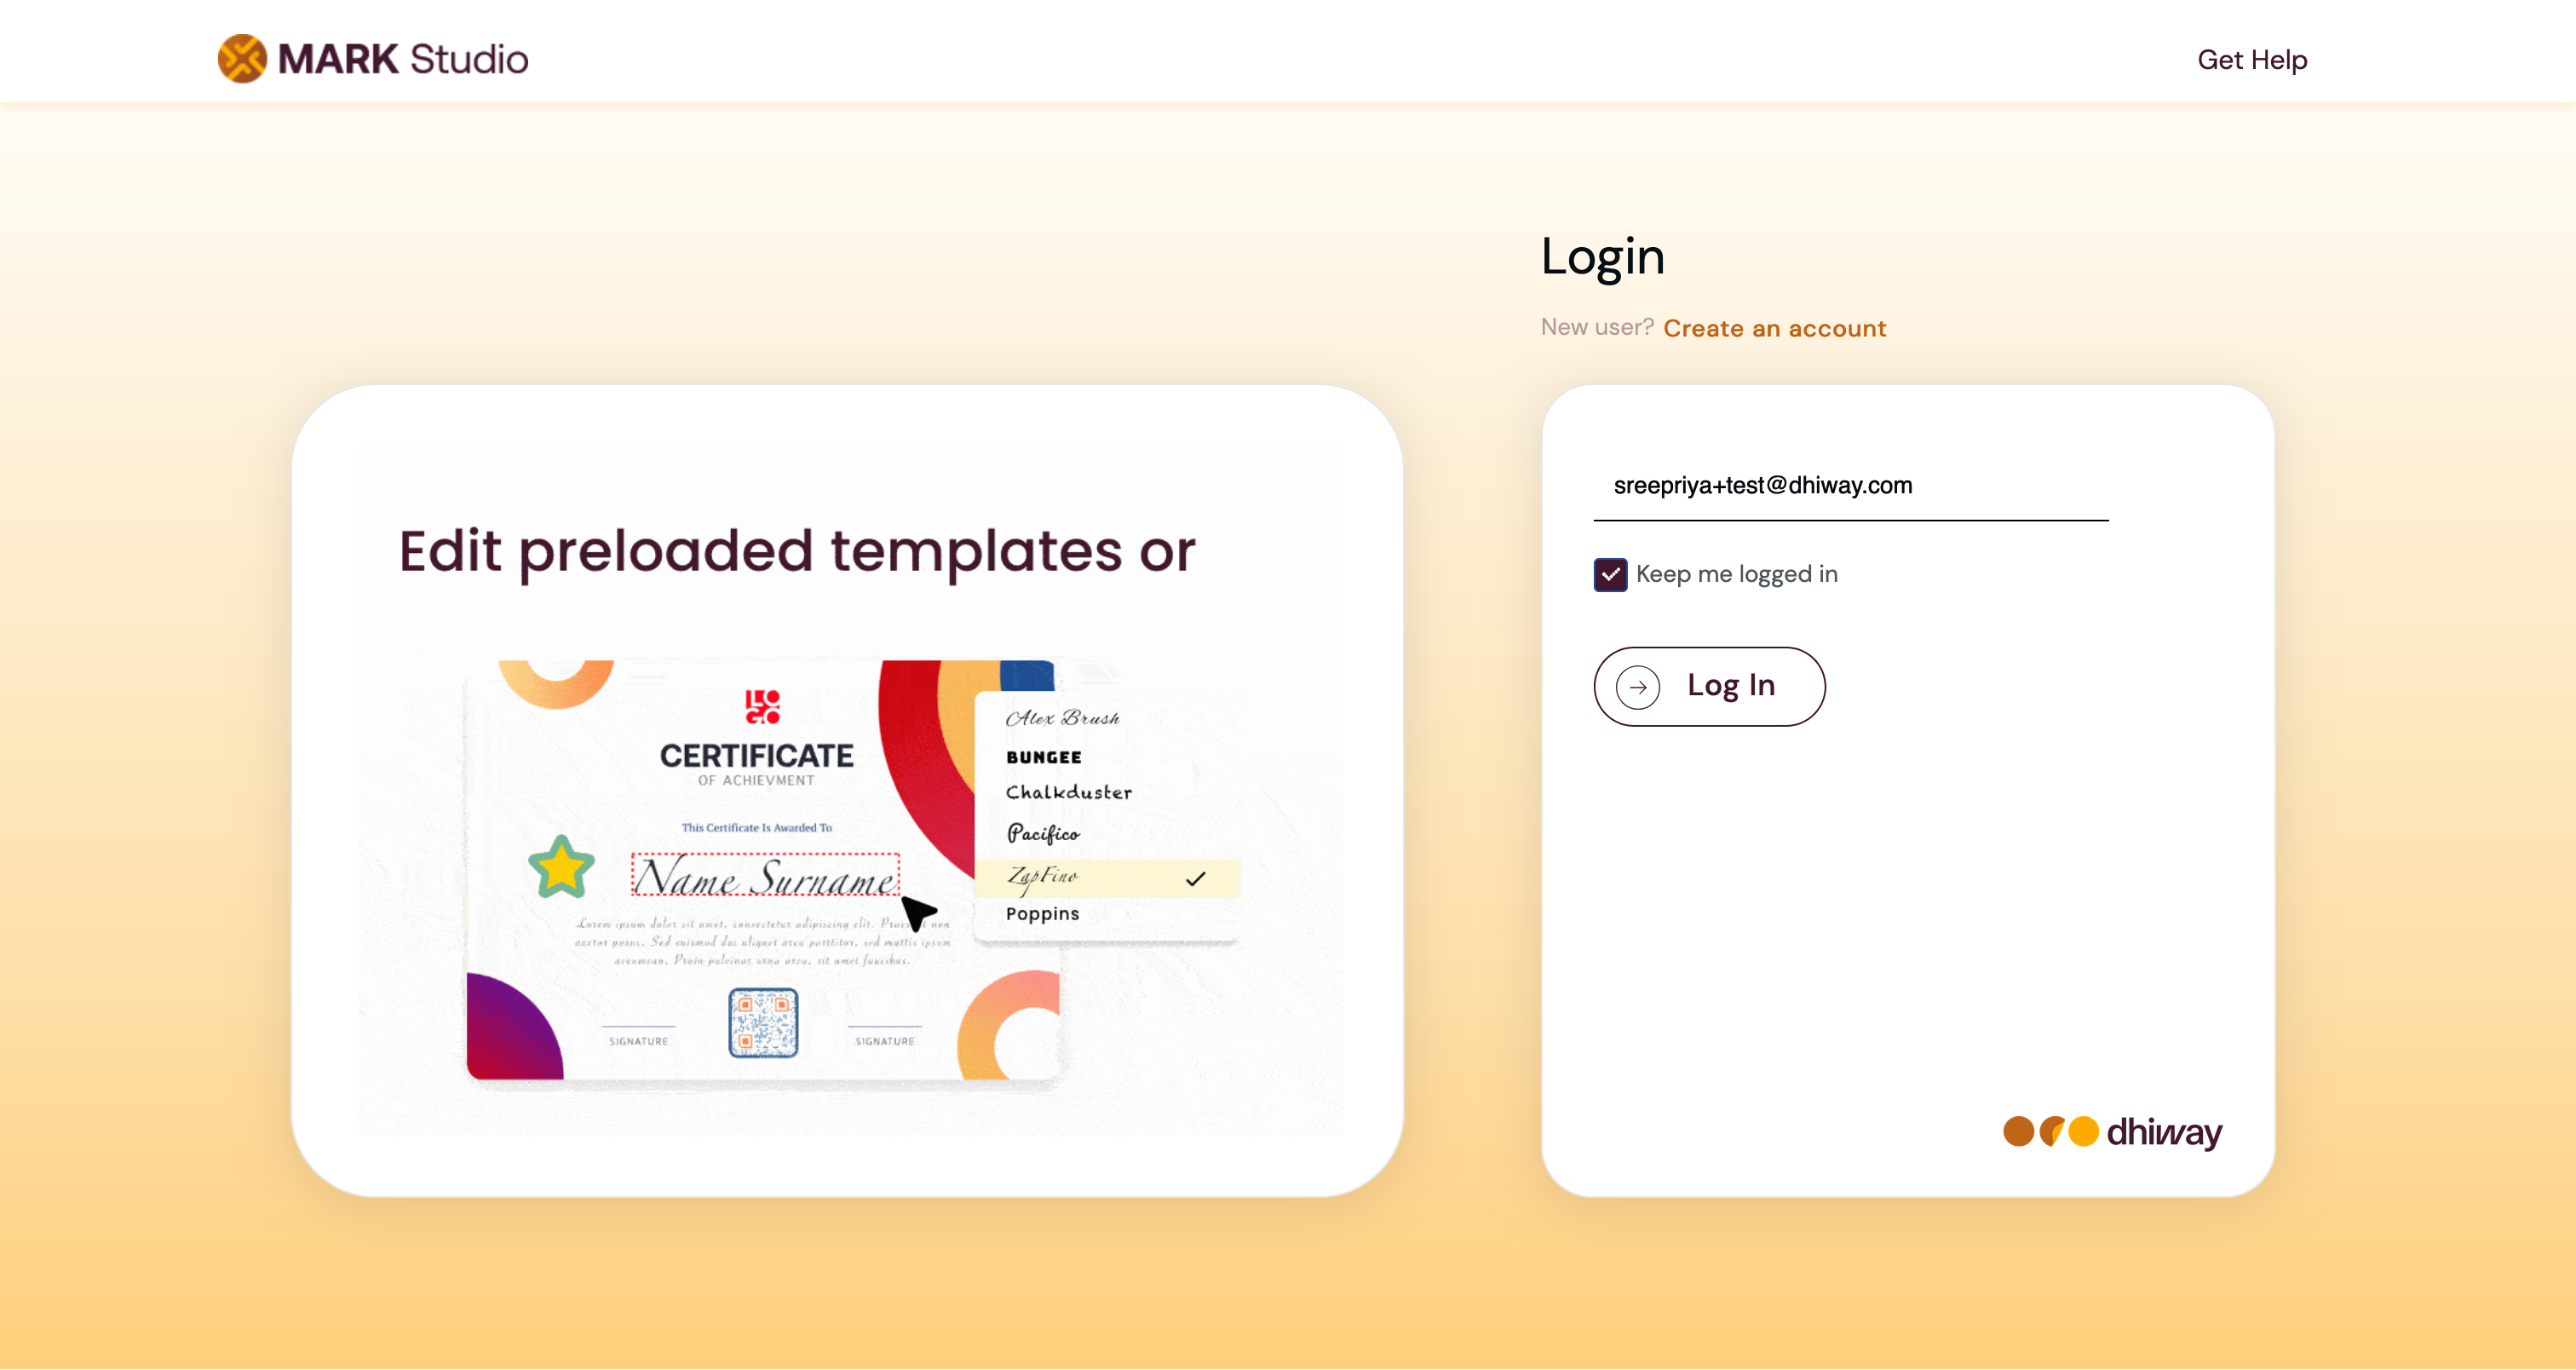 MARK Studio
Get Help
Login
New user? Create an account
Edit preloaded templates or
LOGO
CERTIFICATE
OF ACHIEVMENT
This Certificate Is Awarded To
Name Surname
Lorem ipsum dolor sit amet, consectetur adipiscing elit. non
auctor purus. Sed euismod dui aliquet arcu porttitor, sed mattis ipsum
accumsan. Proin pulvinar urna arcu, sit amet faucibus.
SIGNATURE
SIGNATURE
Alex Brush
BUNGEE
Chalkduster
Pacifico
ZapFino
Poppins
sreepriya+test@dhiway.com
Keep me logged in
Log In
dhiway